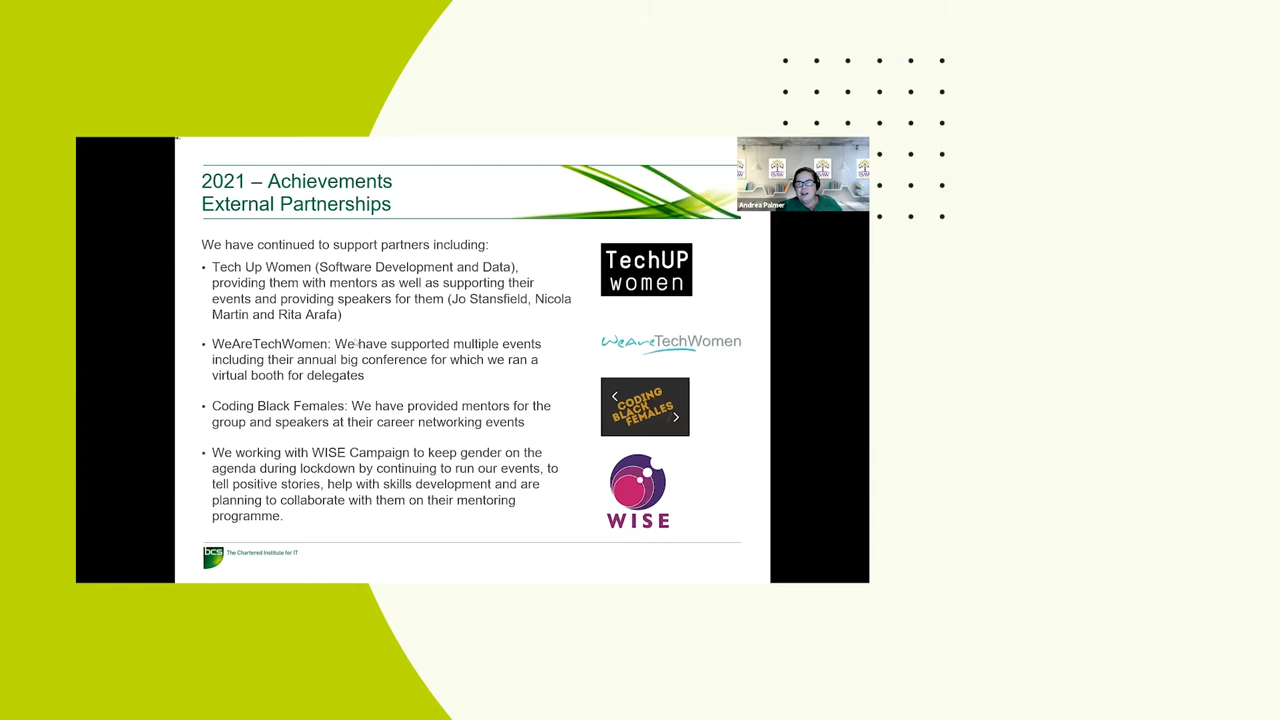 2021 – Achievements
External Partnerships
Andrea Palmer
We have continued to support partners including:
• Tech Up Women (Software Development and Data),
providing them with mentors as well as supporting their
events and providing speakers for them (Jo Stansfield, Nicola
Martin and Rita Arafa)
• WeAreTechWomen: We have supported multiple events
including their annual big conference for which we ran a
virtual booth for delegates
• Coding Black Females: We have provided mentors for the
group and speakers at their career networking events
• We working with WISE Campaign to keep gender on the
agenda during lockdown by continuing to run our events, to
tell positive stories, help with skills development and are
planning to collaborate with them on their mentoring
programme.
TechUP
women
WeAreTechWomen
< CODING
BLACK
FEMALES >
WISE
bcs The Chartered Institute for IT